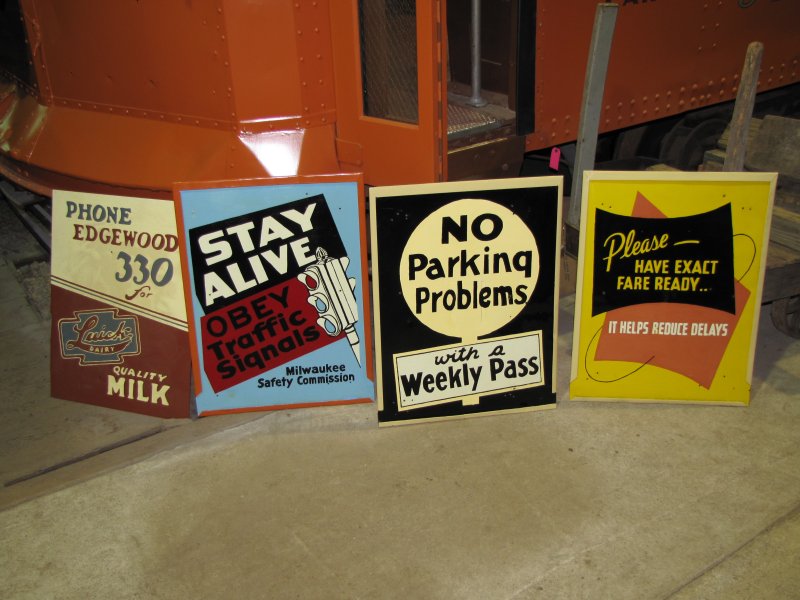 PHONE
EDGEWOOD
330
for
Luick
DAIRY
QUALITY
MILK
STAY
ALIVE
OBEY
Traffic
Signals
Milwaukee
Safety Commission
NO
Parking
Problems
with a
Weekly Pass
Please —
HAVE EXACT
FARE READY..
IT HELPS REDUCE DELAYS